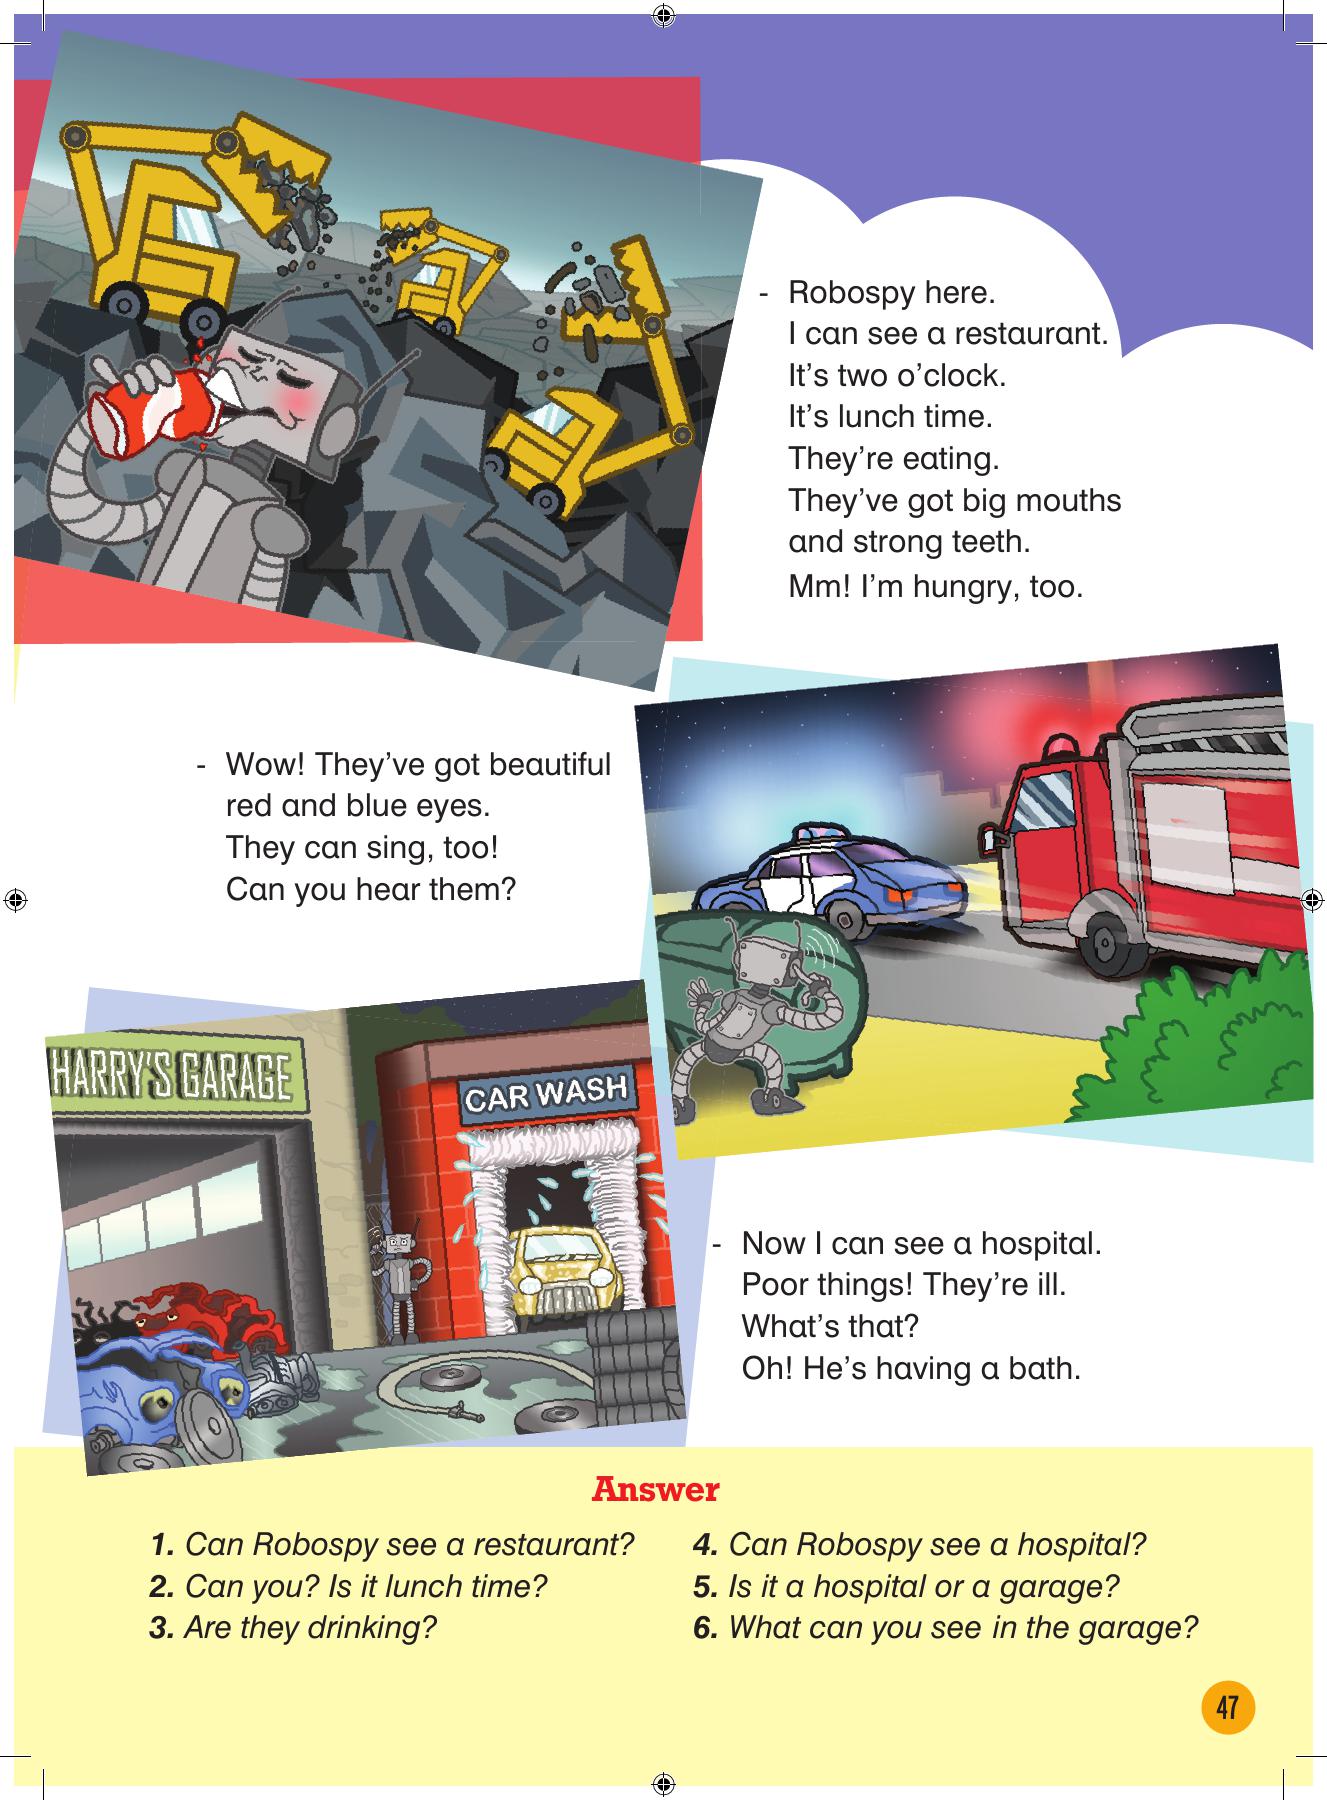 - Robospy here.
I can see a restaurant.
It's two o'clock.
It's lunch time.
They're eating.
They've got big mouths
and strong teeth.
Mm! I'm hungry, too.
- Wow! They've got beautiful
red and blue eyes.
They can sing, too!
Can you hear them?
HARRY'S GARAGE
CAR WASH
- Now I can see a hospital.
Poor things! They're ill.
What's that?
Oh! He's having a bath.
Answer
1. Can Robospy see a restaurant?
2. Can you? Is it lunch time?
3. Are they drinking?
4. Can Robospy see a hospital?
5. Is it a hospital or a garage?
6. What can you see in the garage?
47